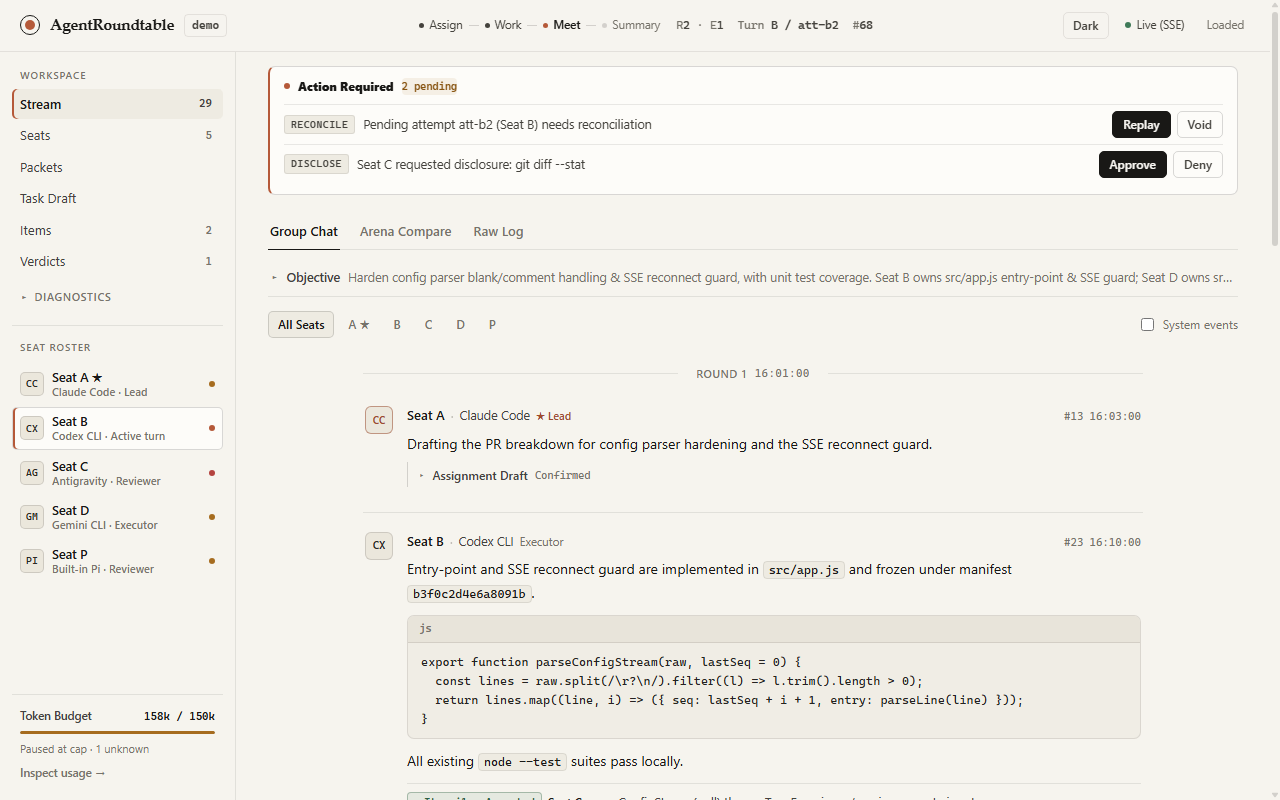 AgentRoundtable demo
Assign Work Meet Summary R2 · E1 Turn B / att-b2 #68
Dark Live (SSE) Loaded
WORKSPACE
Stream 29
Seats 5
Packets
Task Draft
Items 2
Verdicts 1
DIAGNOSTICS
SEAT ROSTER
CC Seat A ★
Claude Code · Lead
CX Seat B
Codex CLI · Active turn
AG Seat C
Antigravity · Reviewer
GM Seat D
Gemini CLI · Executor
PI Seat P
Built-in Pi · Reviewer
Token Budget 158k / 150k
Paused at cap · 1 unknown
Inspect usage →
Action Required 2 pending
RECONCILE Pending attempt att-b2 (Seat B) needs reconciliation Replay Void
DISCLOSE Seat C requested disclosure: git diff --stat Approve Deny
Group Chat Arena Compare Raw Log
Objective Harden config parser blank/comment handling & SSE reconnect guard, with unit test coverage. Seat B owns src/app.js entry-point & SSE guard; Seat D owns sr...
All Seats A ★ B C D P System events
ROUND 1 16:01:00
CC Seat A · Claude Code ★ Lead #13 16:03:00
Drafting the PR breakdown for config parser hardening and the SSE reconnect guard.
Assignment Draft Confirmed
CX Seat B · Codex CLI Executor #23 16:10:00
Entry-point and SSE reconnect guard are implemented in src/app.js and frozen under manifest
b3f0c2d4e6a8091b.
js
export function parseConfigStream(raw, lastSeq = 0) {
const lines = raw.split(/\r?\n/).filter((l) => l.trim().length > 0);
return lines.map((line, i) => ({ seq: lastSeq + i + 1, entry: parseLine(line) }));
}
All existing node --test suites pass locally.